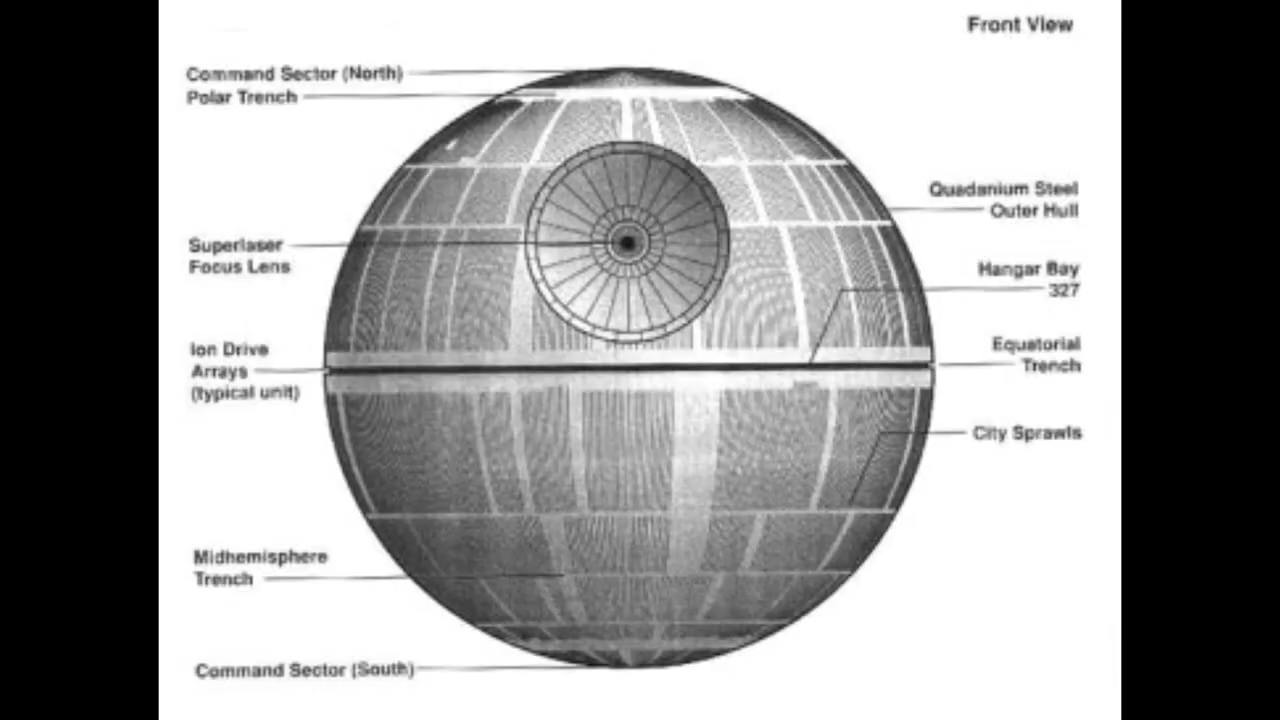 Front View
Command Sector (North)
Polar Trench
Quadanium Steel
Outer Hull
Superlaser
Focus Lens
Hangar Bay
327
Ion Drive
Arrays
(typical unit)
Equatorial
Trench
City Sprawls
Midhemisphere
Trench
Command Sector (South)